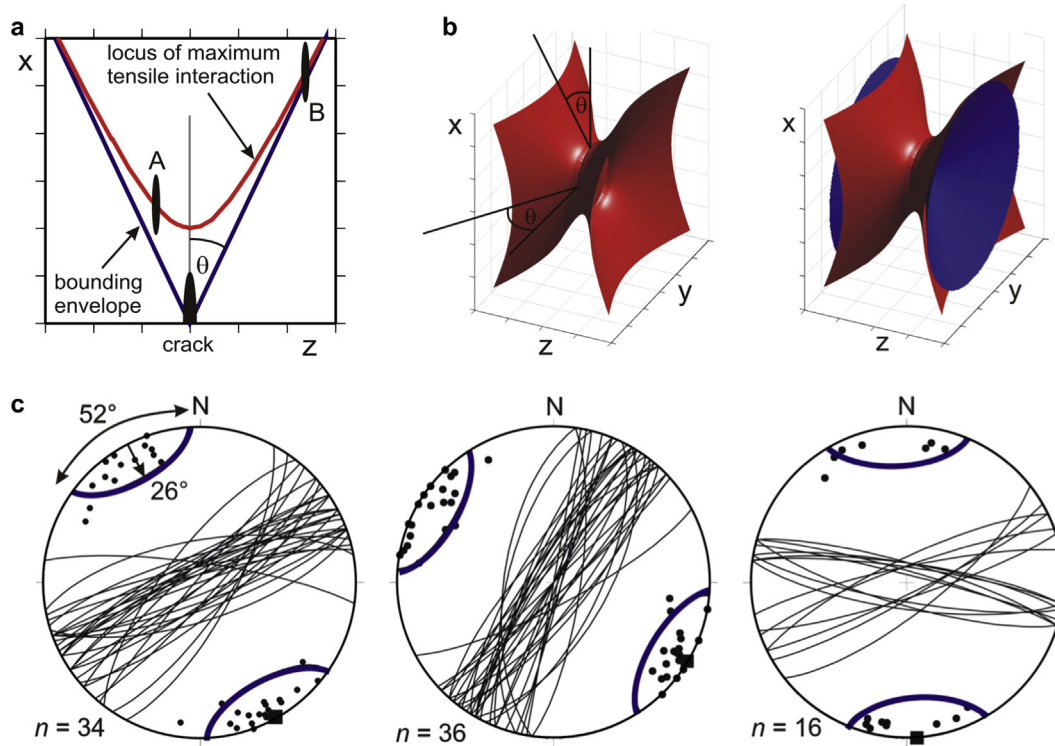 a
x
locus of maximum
tensile interaction
B
A
θ
bounding
envelope
crack
z
b
x
θ
θ
y
z
x
y
z
c
52°
N
26°
n = 34
N
n = 36
N
n = 16